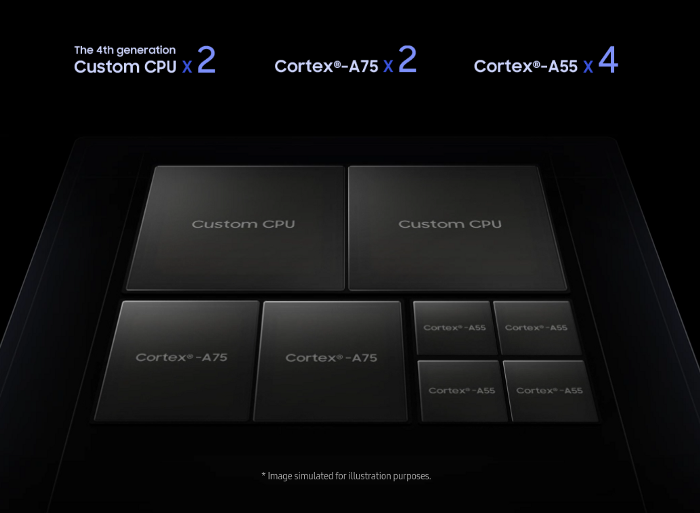 The 4th generation
Custom CPU X 2
Cortex®-A75 X 2
Cortex®-A55 X 4
Custom CPU
Custom CPU
Cortex®-A75
Cortex®-A75
Cortex®-A55
Cortex®-A55
Cortex®-A55
Cortex®-A55
* Image simulated for illustration purposes.